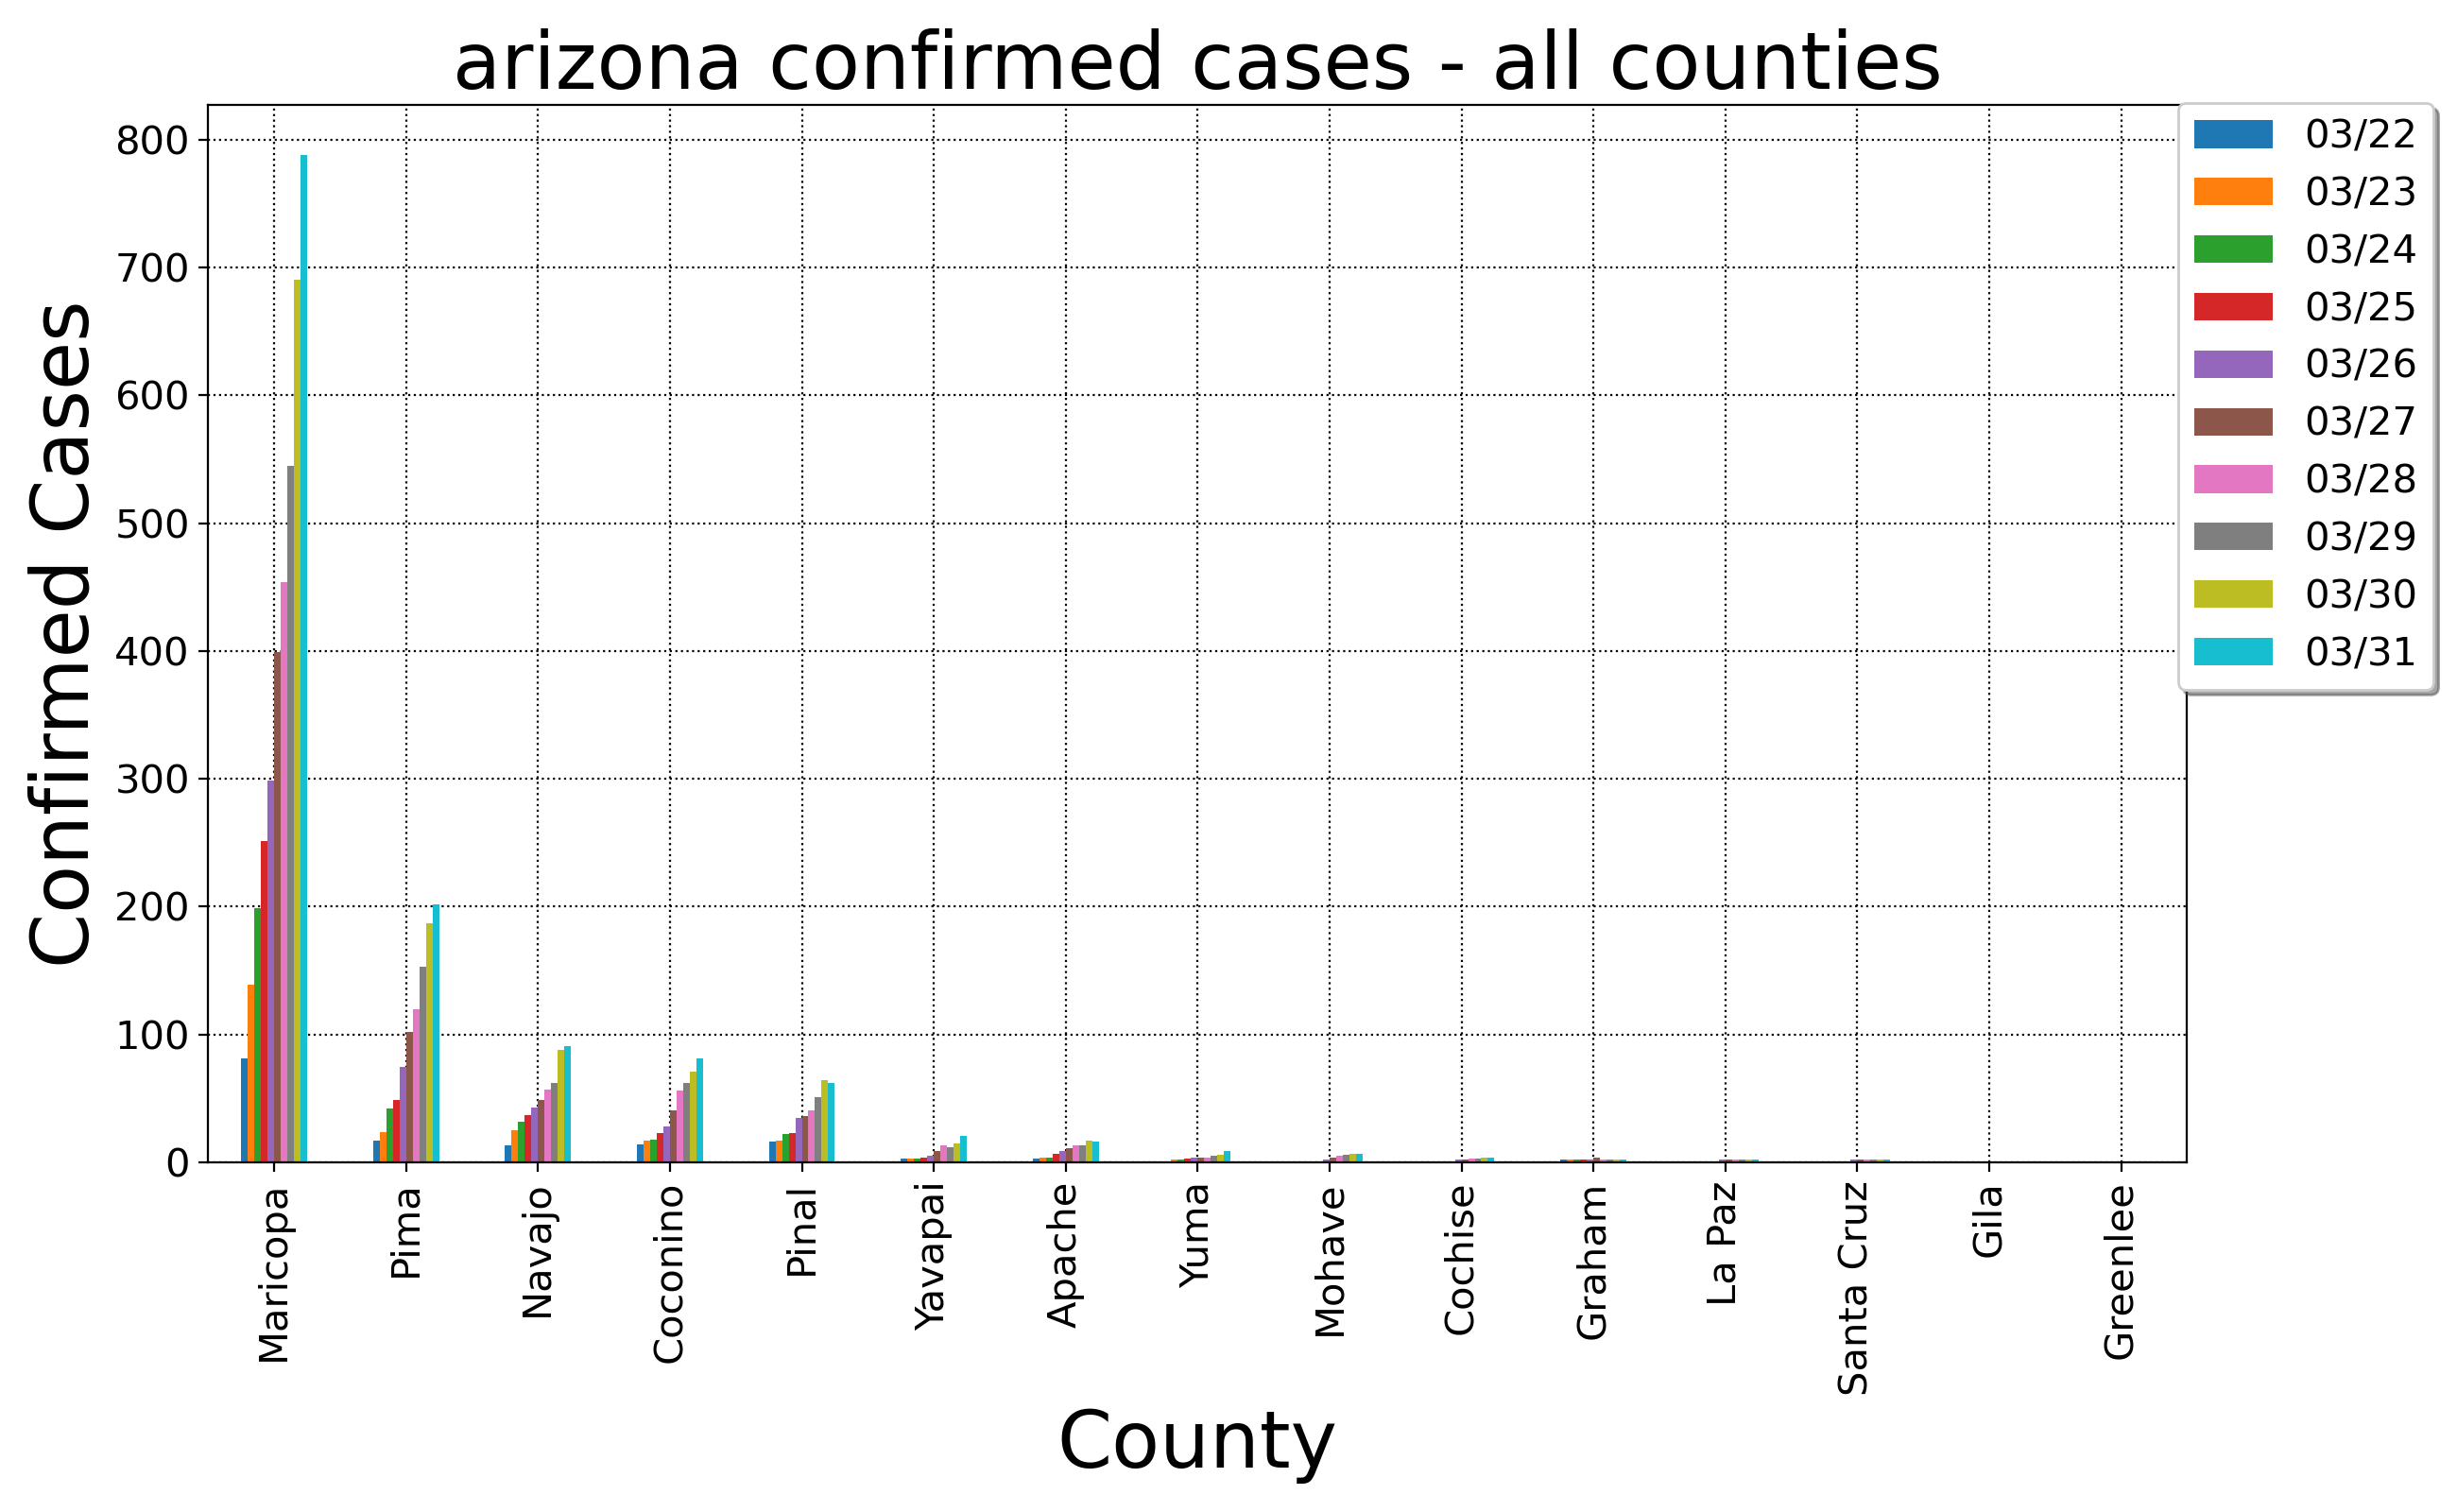 arizona confirmed cases - all counties
Confirmed Cases
800
700
600
500
400
300
200
100
0
03/22
03/23
03/24
03/25
03/26
03/27
03/28
03/29
03/30
03/31
Maricopa
Pima
Navajo
Coconino
Pinal
Yavapai
Apache
Yuma
Mohave
Cochise
Graham
La Paz
Santa Cruz
Gila
Greenlee
County